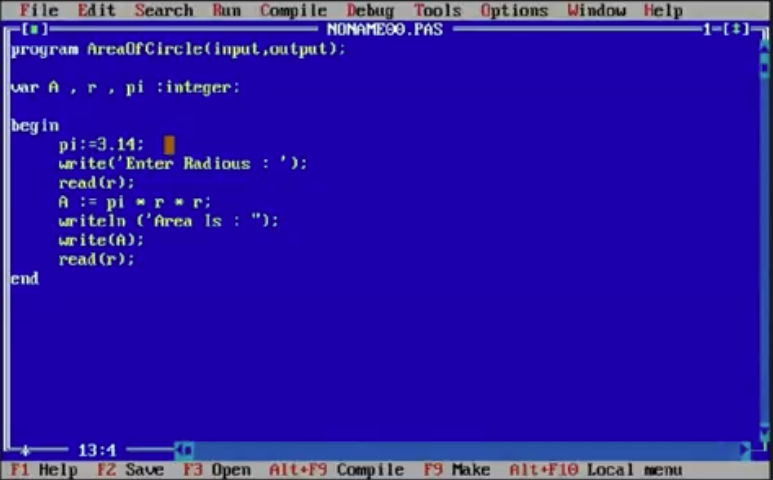 File Edit Search Run Compile Debug Tools Options Window Help
[■] NONAME00.PAS 1=[↕]
program AreaOfCircle(input,output);
var A , r , pi :integer;
begin
pi:=3.14;
write('Enter Radious : ');
read(r);
A := pi * r * r;
writeln ('Area Is : ");
write(A);
read(r);
end
13:4
F1 Help F2 Save F3 Open Alt+F9 Compile F9 Make Alt+F10 Local menu